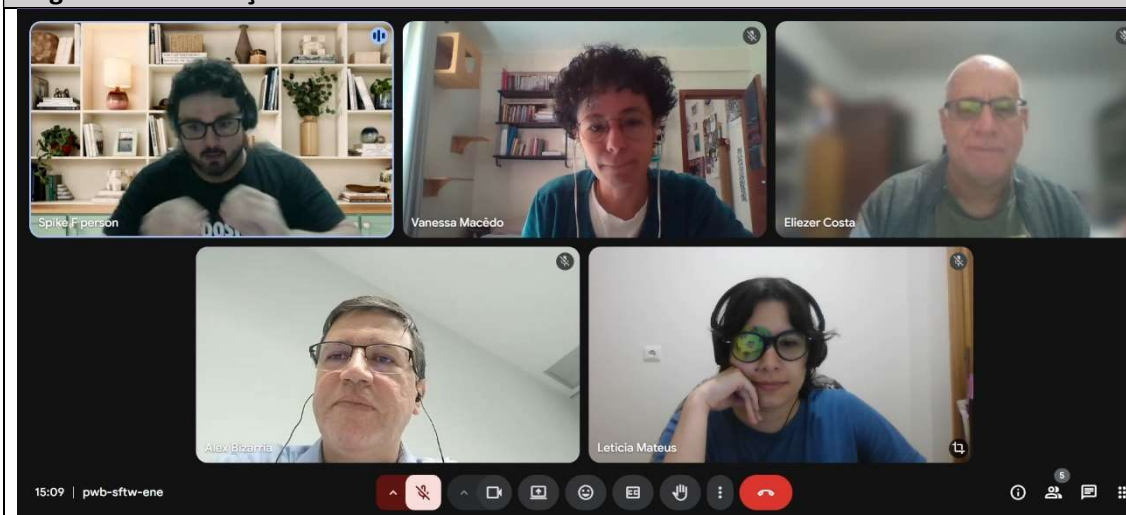 Spike F person
Vanessa Macêdo
Eliezer Costa
Alex Bizarria
Leticia Mateus
5
15:09 | pwb-sftw-ene